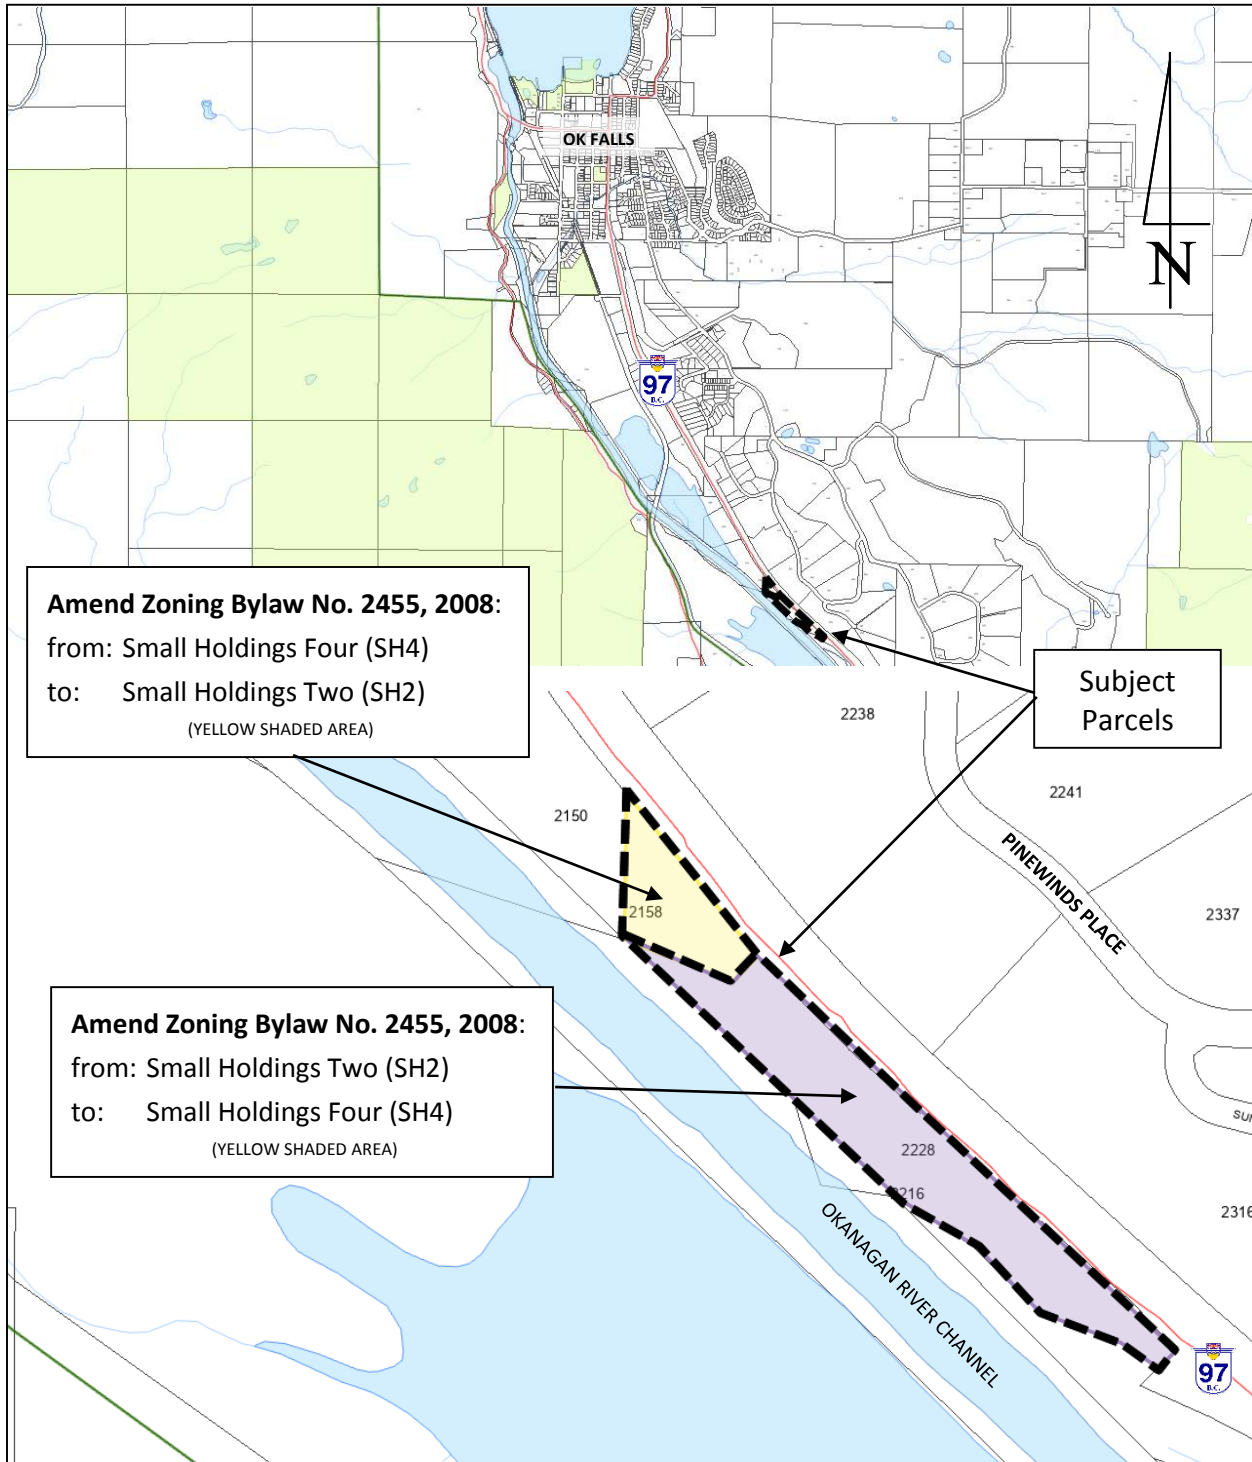 OK FALLS
N
97
B.C.
Amend Zoning Bylaw No. 2455, 2008:
from: Small Holdings Four (SH4)
to: Small Holdings Two (SH2)
(YELLOW SHADED AREA)
Subject
Parcels
2238
2150
2241
PINEWINDS PLACE
2158
2337
Amend Zoning Bylaw No. 2455, 2008:
from: Small Holdings Two (SH2)
to: Small Holdings Four (SH4)
(YELLOW SHADED AREA)
SUI
2228
2216
2316
OKANAGAN RIVER CHANNEL
97
B.C.